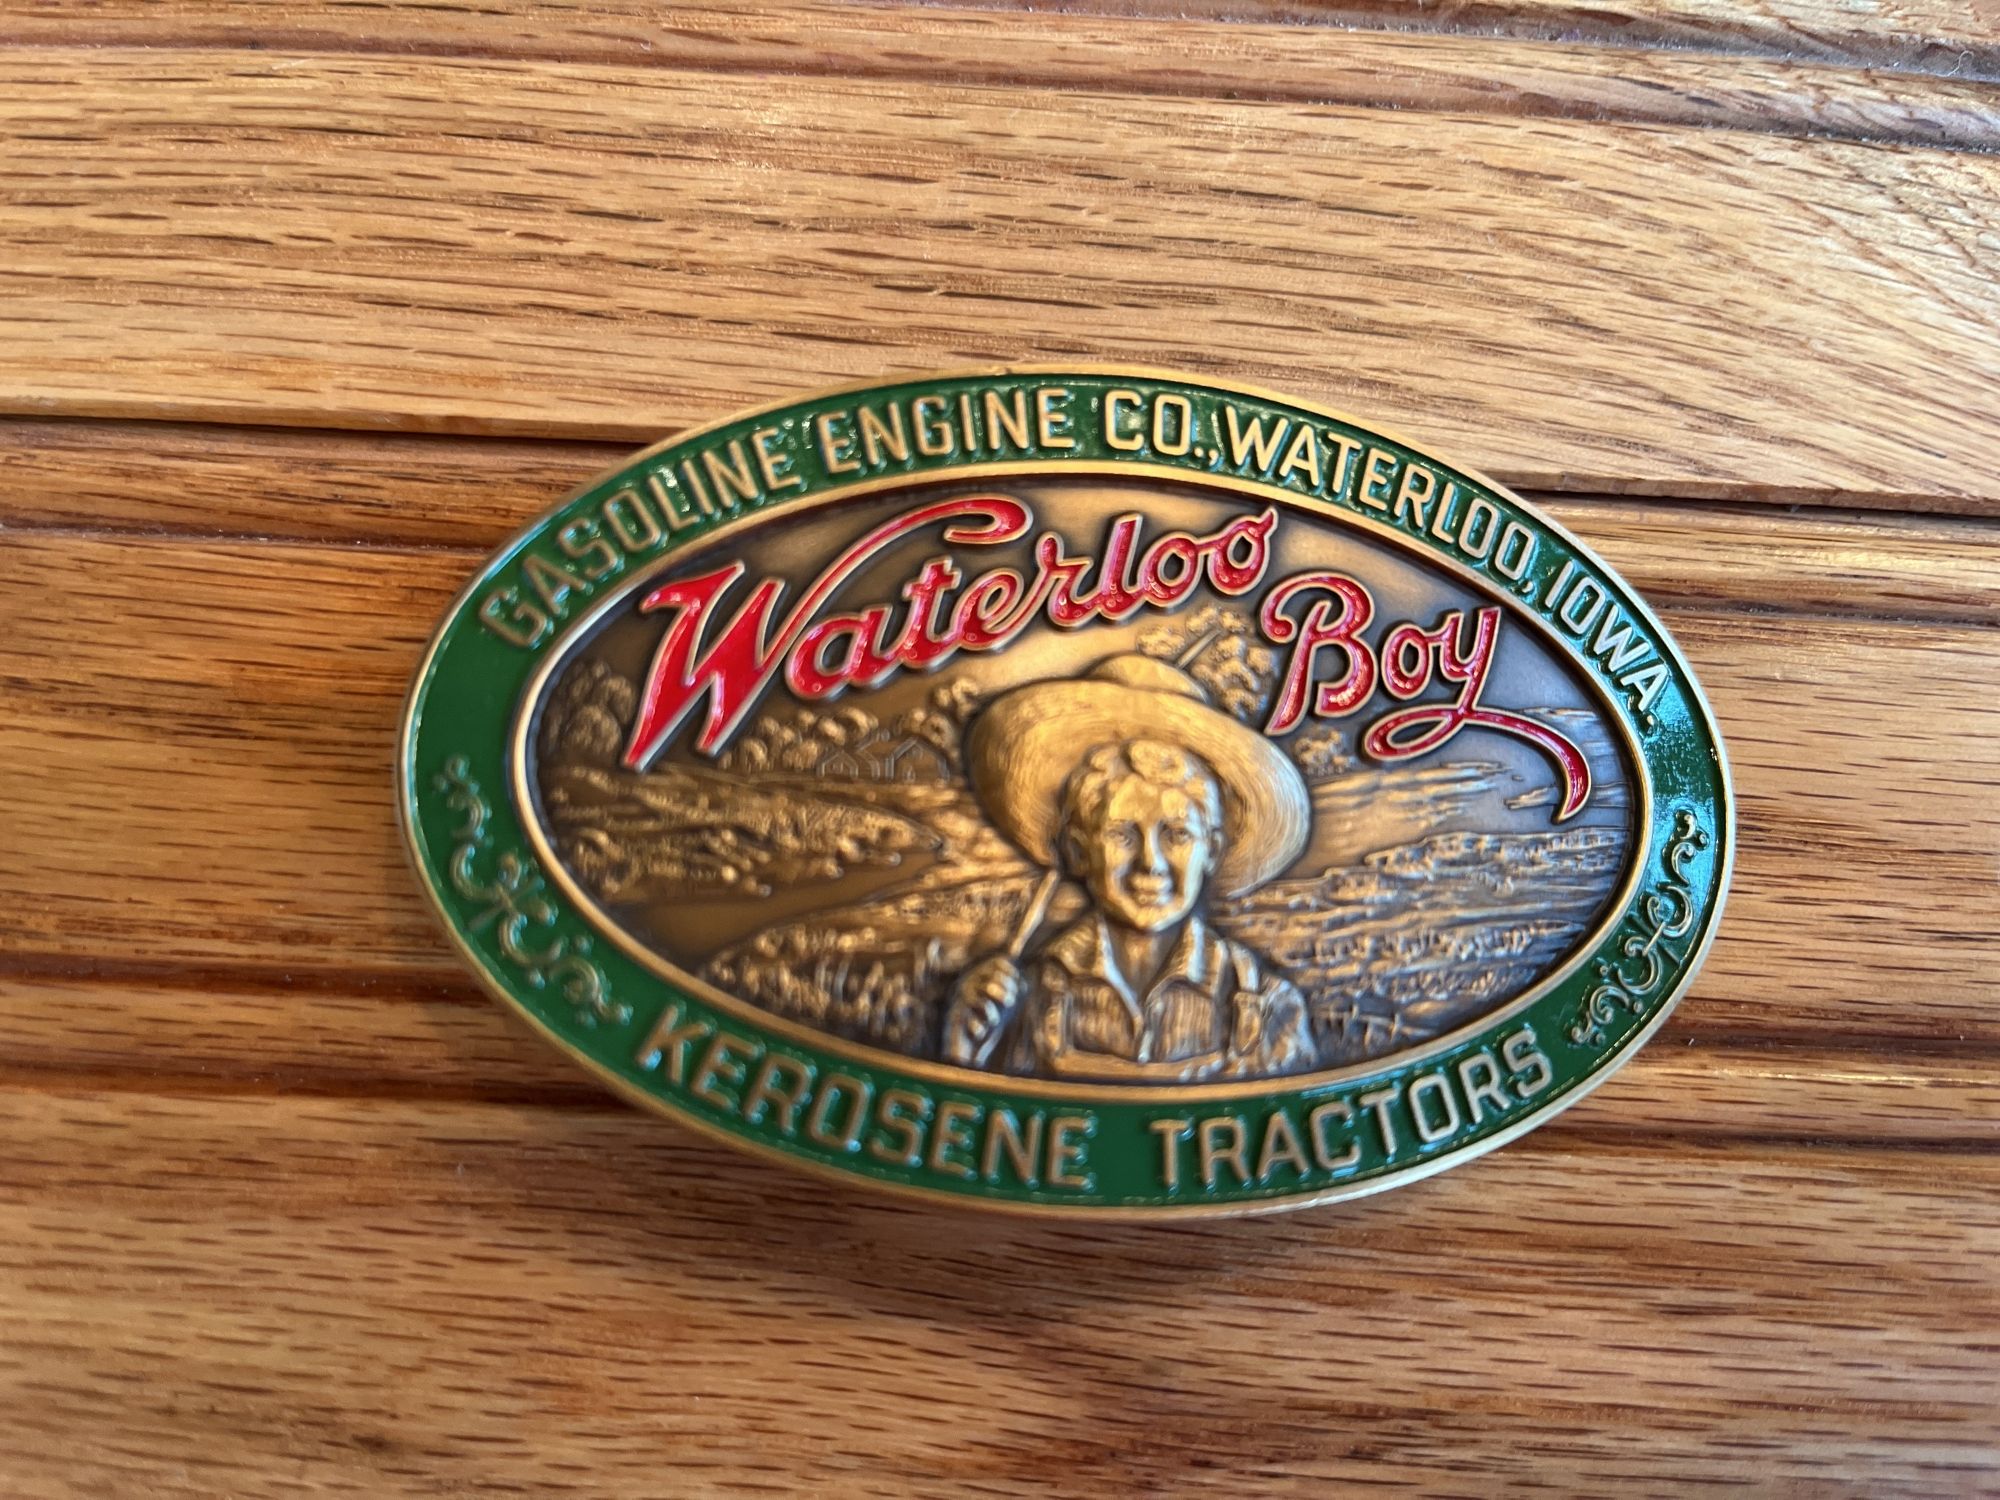 GASOLINE ENGINE CO., WATERLOO, IOWA.
Waterloo Boy
KEROSENE TRACTORS